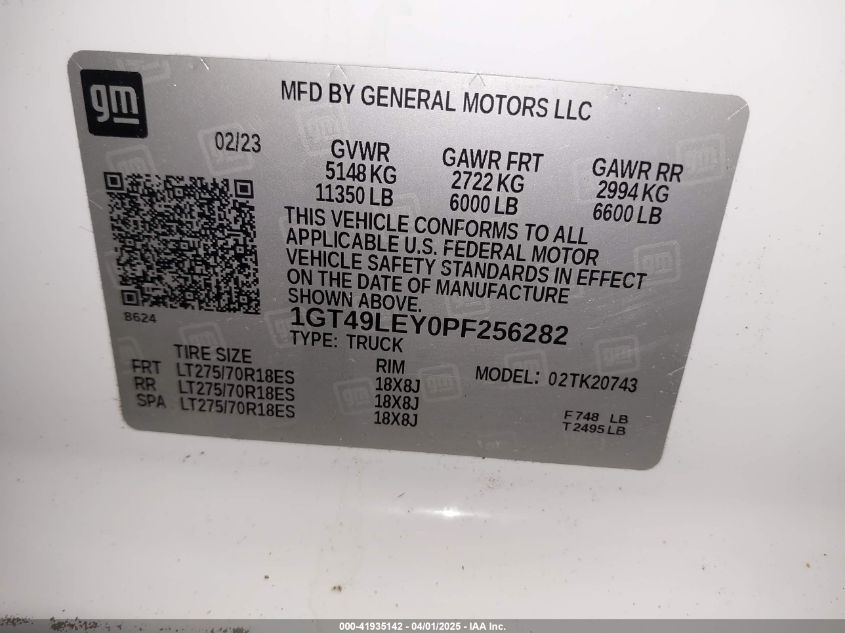 gm
MFD BY GENERAL MOTORS LLC
02/23
GVWR
5148 KG
11350 LB
GAWR FRT
2722 KG
6000 LB
GAWR RR
2994 KG
6600 LB
THIS VEHICLE CONFORMS TO ALL
APPLICABLE U.S. FEDERAL MOTOR
VEHICLE SAFETY STANDARDS IN EFFECT
ON THE DATE OF MANUFACTURE
SHOWN ABOVE.
8624
1GT49LEY0PF256282
TYPE: TRUCK
TIRE SIZE RIM
FRT LT275/70R18ES 18X8J
RR LT275/70R18ES 18X8J
SPA LT275/70R18ES 18X8J
MODEL: 02TK20743
F 748 LB
T 2495 LB
000-41935142 - 04/01/2025 - IAA Inc.